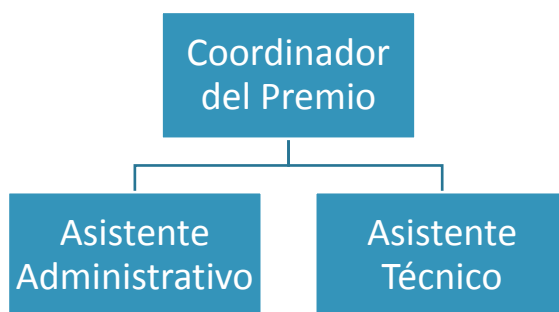 Coordinador
del Premio
Asistente
Administrativo
Asistente
Técnico